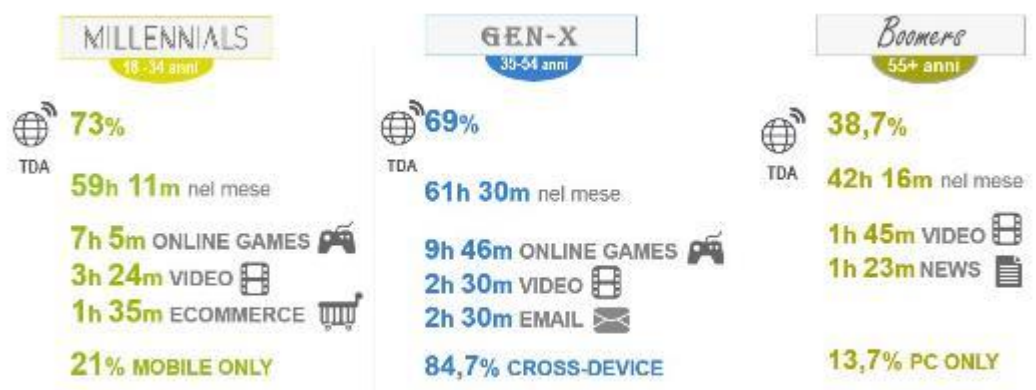 MILLENNIALS
18 -34 anni
73%
TDA
59h 11m nel mese
7h 5m ONLINE GAMES
3h 24m VIDEO
1h 35m ECOMMERCE
21% MOBILE ONLY
GEN-X
35-54 anni
69%
TDA
61h 30m nel mese
9h 46m ONLINE GAMES
2h 30m VIDEO
2h 30m EMAIL
84,7% CROSS-DEVICE
Boomers
55+ anni
38,7%
TDA
42h 16m nel mese
1h 45m VIDEO
1h 23m NEWS
13,7% PC ONLY